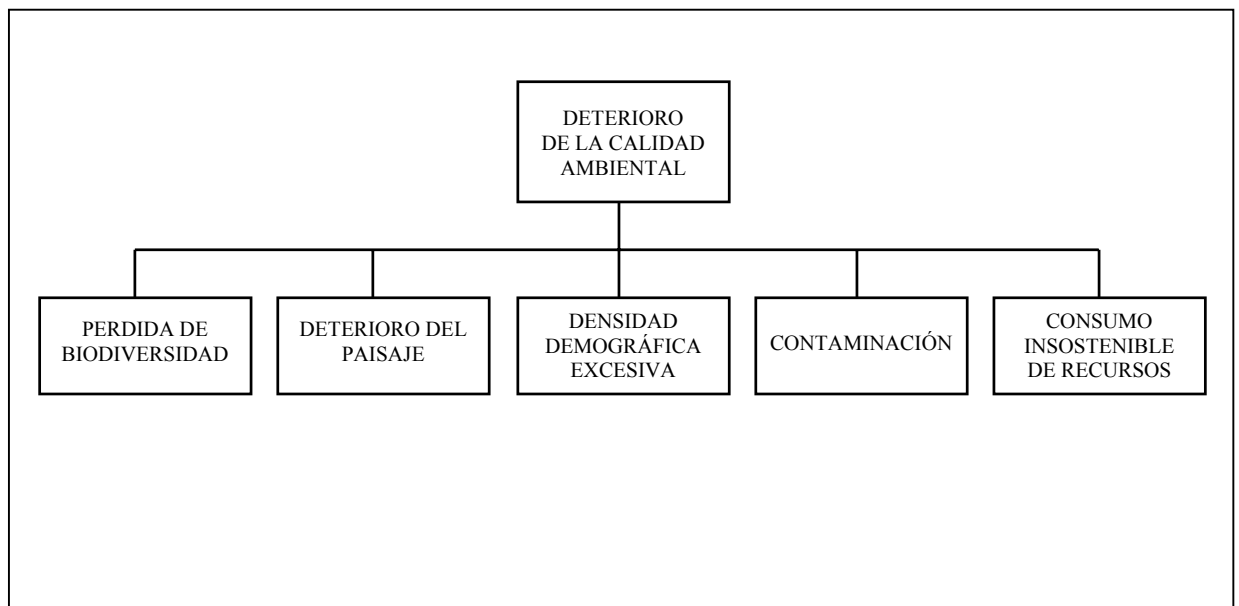 DETERIORO
DE LA CALIDAD
AMBIENTAL
PERDIDA DE
BIODIVERSIDAD
DETERIORO DEL
PAISAJE
DENSIDAD
DEMOGRÁFICA
EXCESIVA
CONTAMINACIÓN
CONSUMO
INSOSTENIBLE
DE RECURSOS